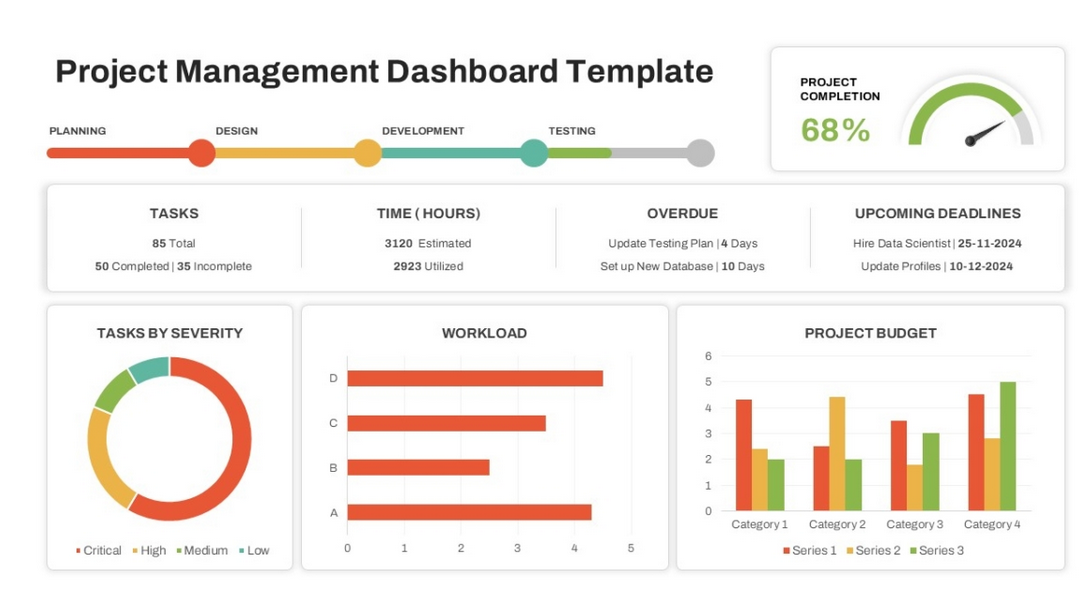 Project Management Dashboard Template
PROJECT
COMPLETION
68%
PLANNING
DESIGN
DEVELOPMENT
TESTING
TASKS
85 Total
50 Completed | 35 Incomplete
TIME ( HOURS)
3120 Estimated
2923 Utilized
OVERDUE
Update Testing Plan | 4 Days
Set up New Database | 10 Days
UPCOMING DEADLINES
Hire Data Scientist | 25-11-2024
Update Profiles | 10-12-2024
TASKS BY SEVERITY
Critical
High
Medium
Low
WORKLOAD
D
C
B
A
0 1 2 3 4 5
PROJECT BUDGET
6
5
4
3
2
1
0
Category 1 Category 2 Category 3 Category 4
Series 1 Series 2 Series 3